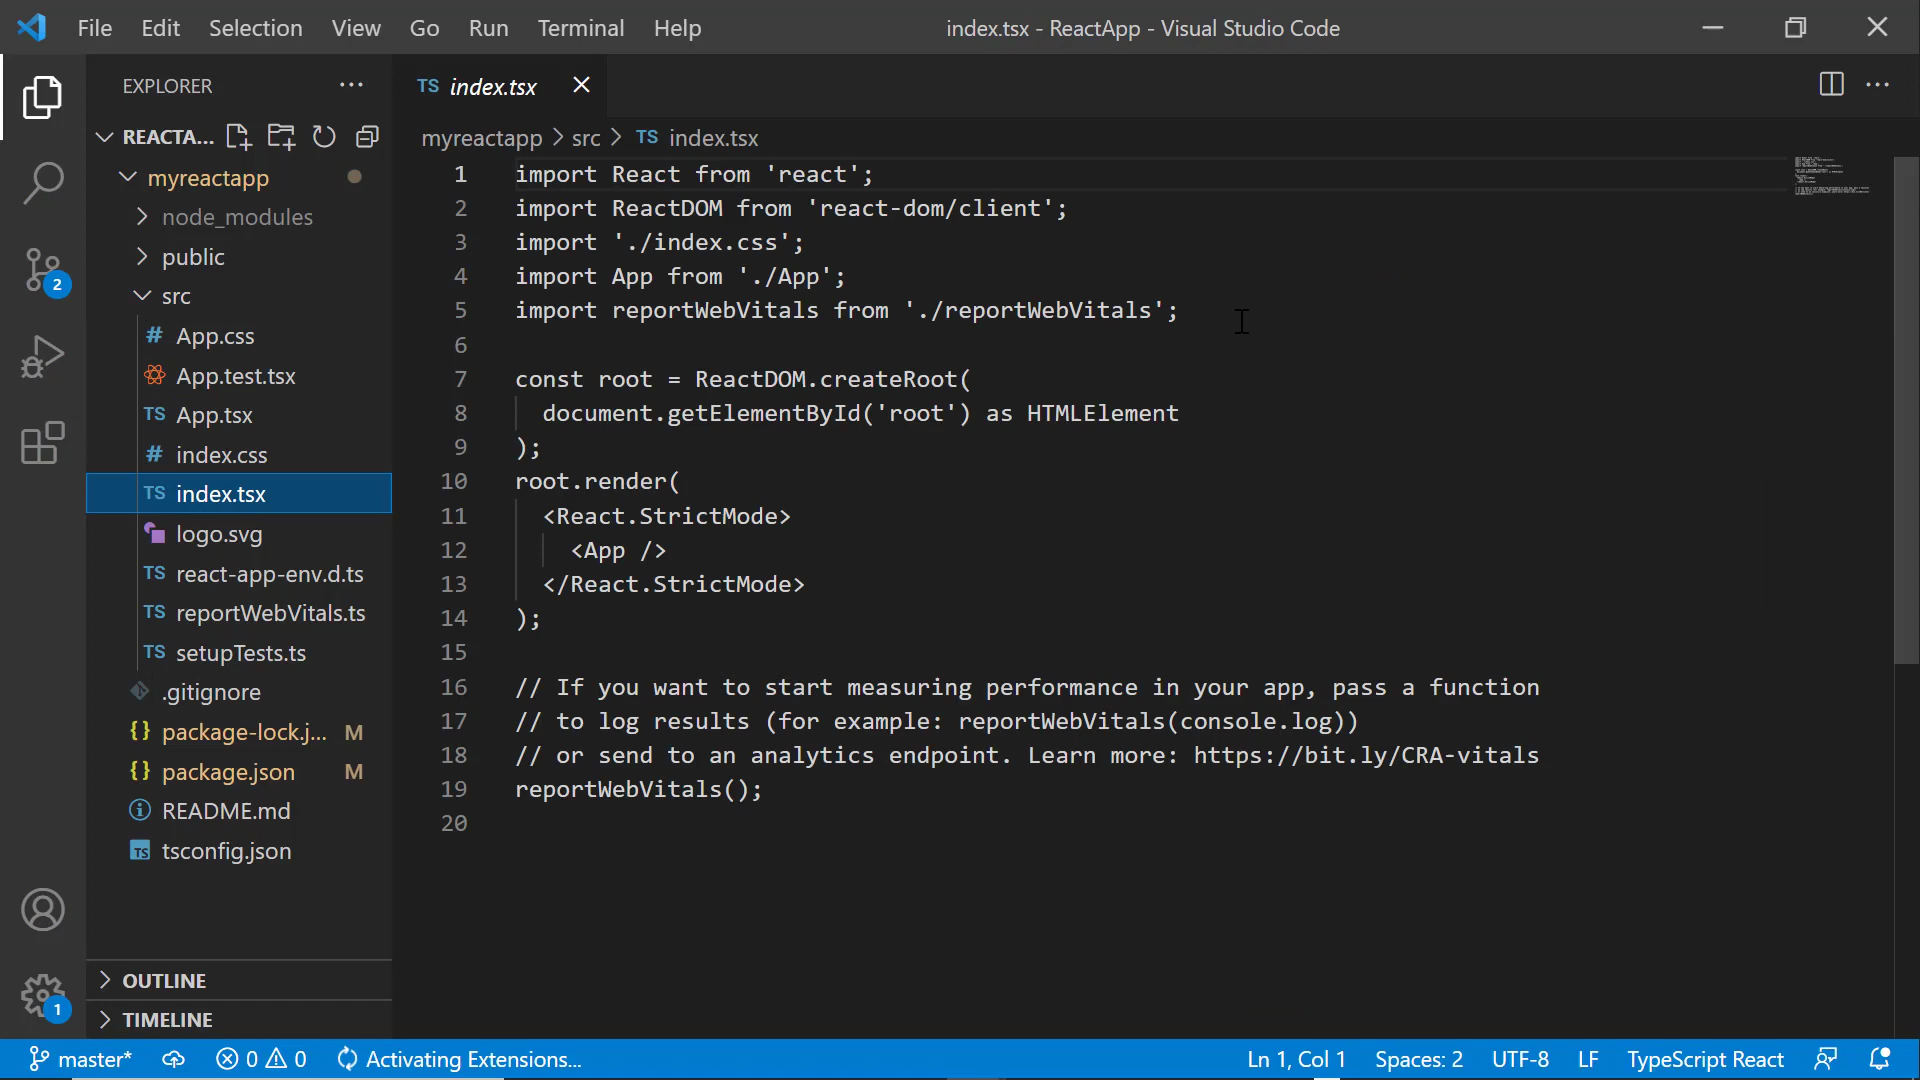 File Edit Selection View Go Run Terminal Help
index.tsx - ReactApp - Visual Studio Code
EXPLORER
REACTA...
myreactapp
node_modules
public
src
# App.css
App.test.tsx
TS App.tsx
# index.css
TS index.tsx
logo.svg
TS react-app-env.d.ts
TS reportWebVitals.ts
TS setupTests.ts
.gitignore
{} package-lock.j... M
{} package.json M
README.md
TS tsconfig.json
OUTLINE
TIMELINE
2
1
TS index.tsx
myreactapp > src > TS index.tsx
1 import React from 'react';
2 import ReactDOM from 'react-dom/client';
3 import './index.css';
4 import App from './App';
5 import reportWebVitals from './reportWebVitals';
6
7 const root = ReactDOM.createRoot(
8 document.getElementById('root') as HTMLElement
9 );
10 root.render(
11 <React.StrictMode>
12 <App />
13 </React.StrictMode>
14 );
15
16 // If you want to start measuring performance in your app, pass a function
17 // to log results (for example: reportWebVitals(console.log))
18 // or send to an analytics endpoint. Learn more: https://bit.ly/CRA-vitals
19 reportWebVitals();
20
master* 0 0 Activating Extensions...
Ln 1, Col 1 Spaces: 2 UTF-8 LF TypeScript React